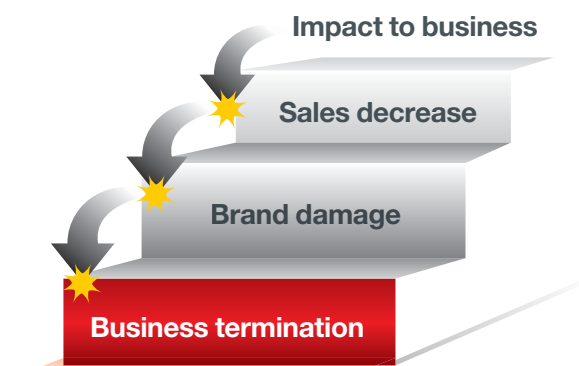 Impact to business
Sales decrease
Brand damage
Business termination